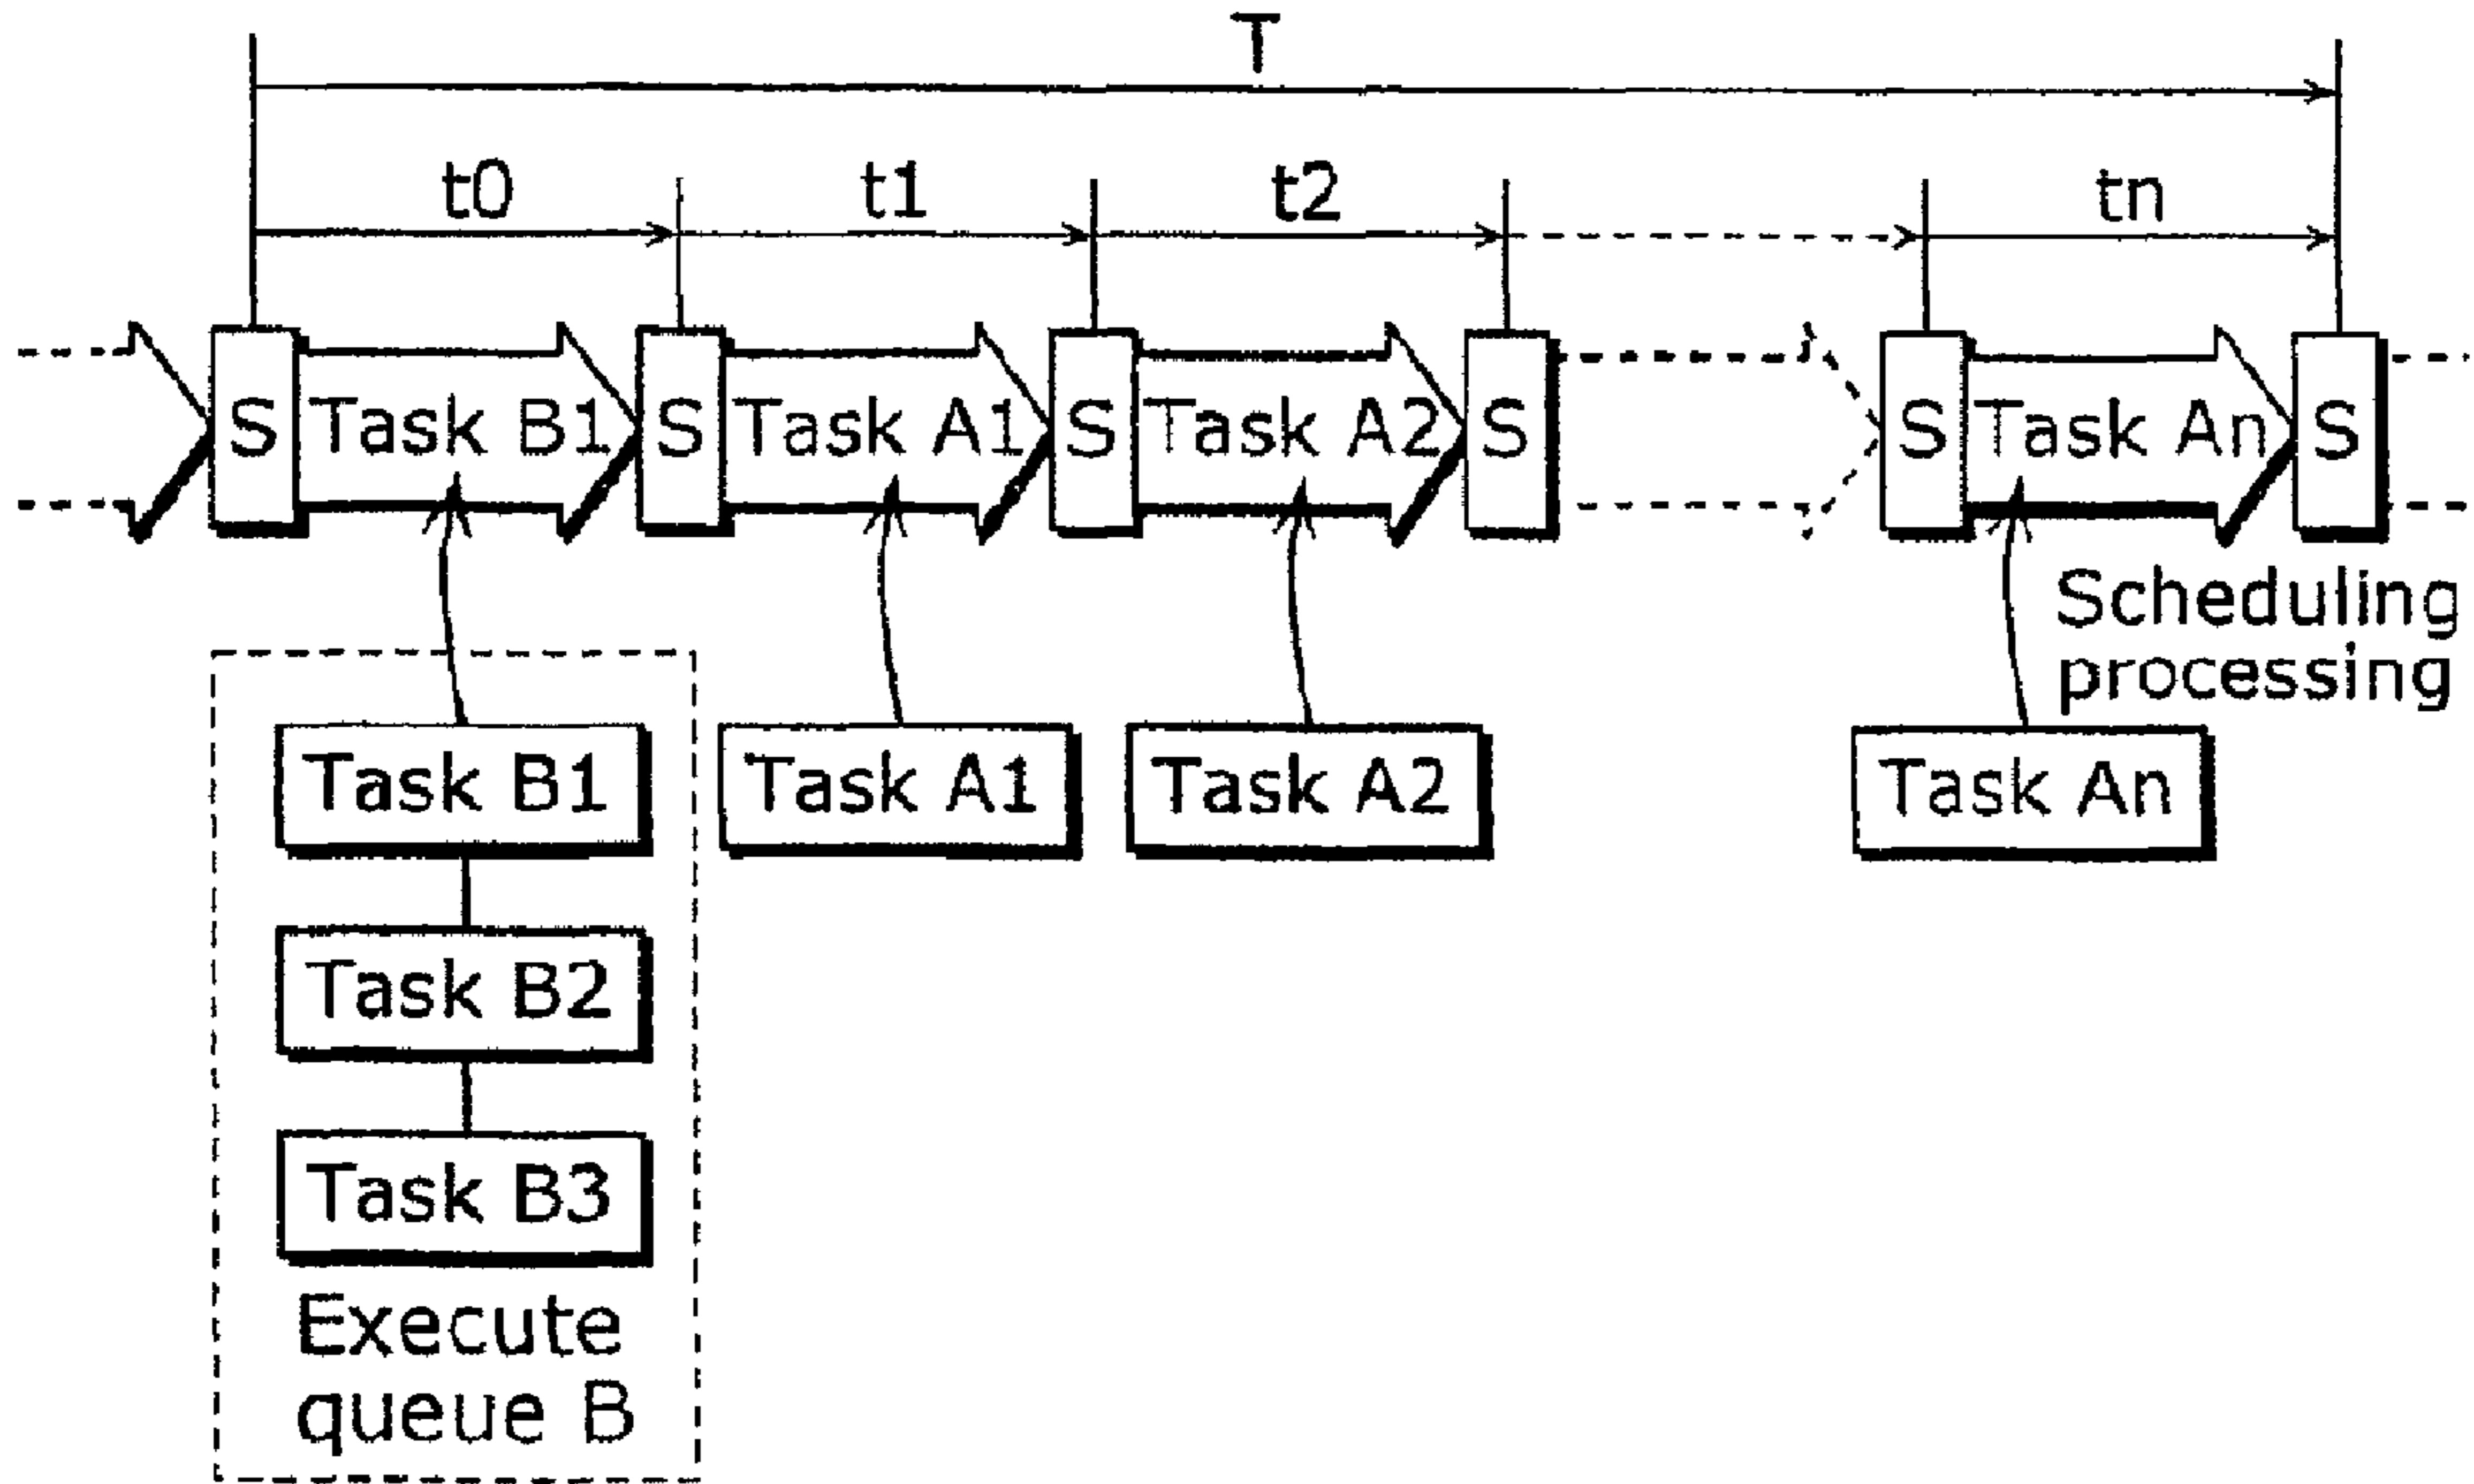 T
t0 t1 t2 tn
S Task B1 S Task A1 S Task A2 S S Task An S
Scheduling
processing
Task B1 Task A1 Task A2 Task An
Task B2
Task B3
Execute
queue B